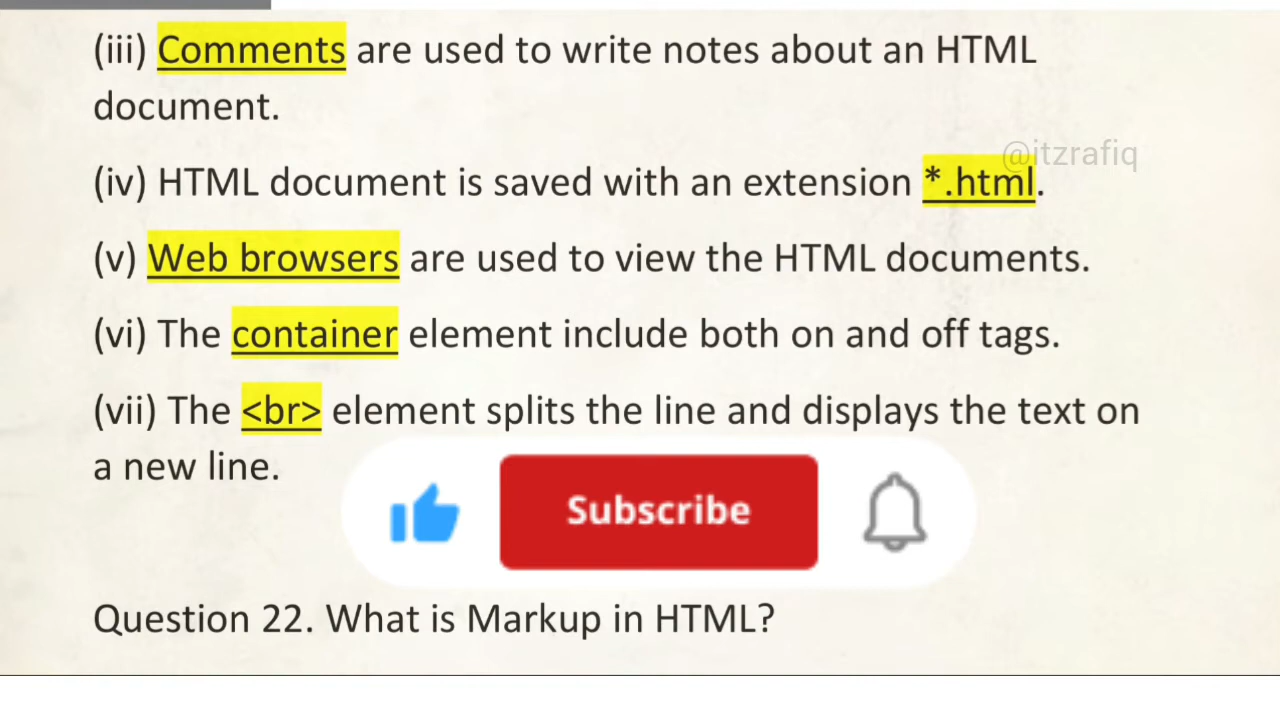 (iii) Comments are used to write notes about an HTML
document.
@itzrafiq
(iv) HTML document is saved with an extension *.html.
(v) Web browsers are used to view the HTML documents.
(vi) The container element include both on and off tags.
(vii) The <br> element splits the line and displays the text on
a new line.
Subscribe
Question 22. What is Markup in HTML?